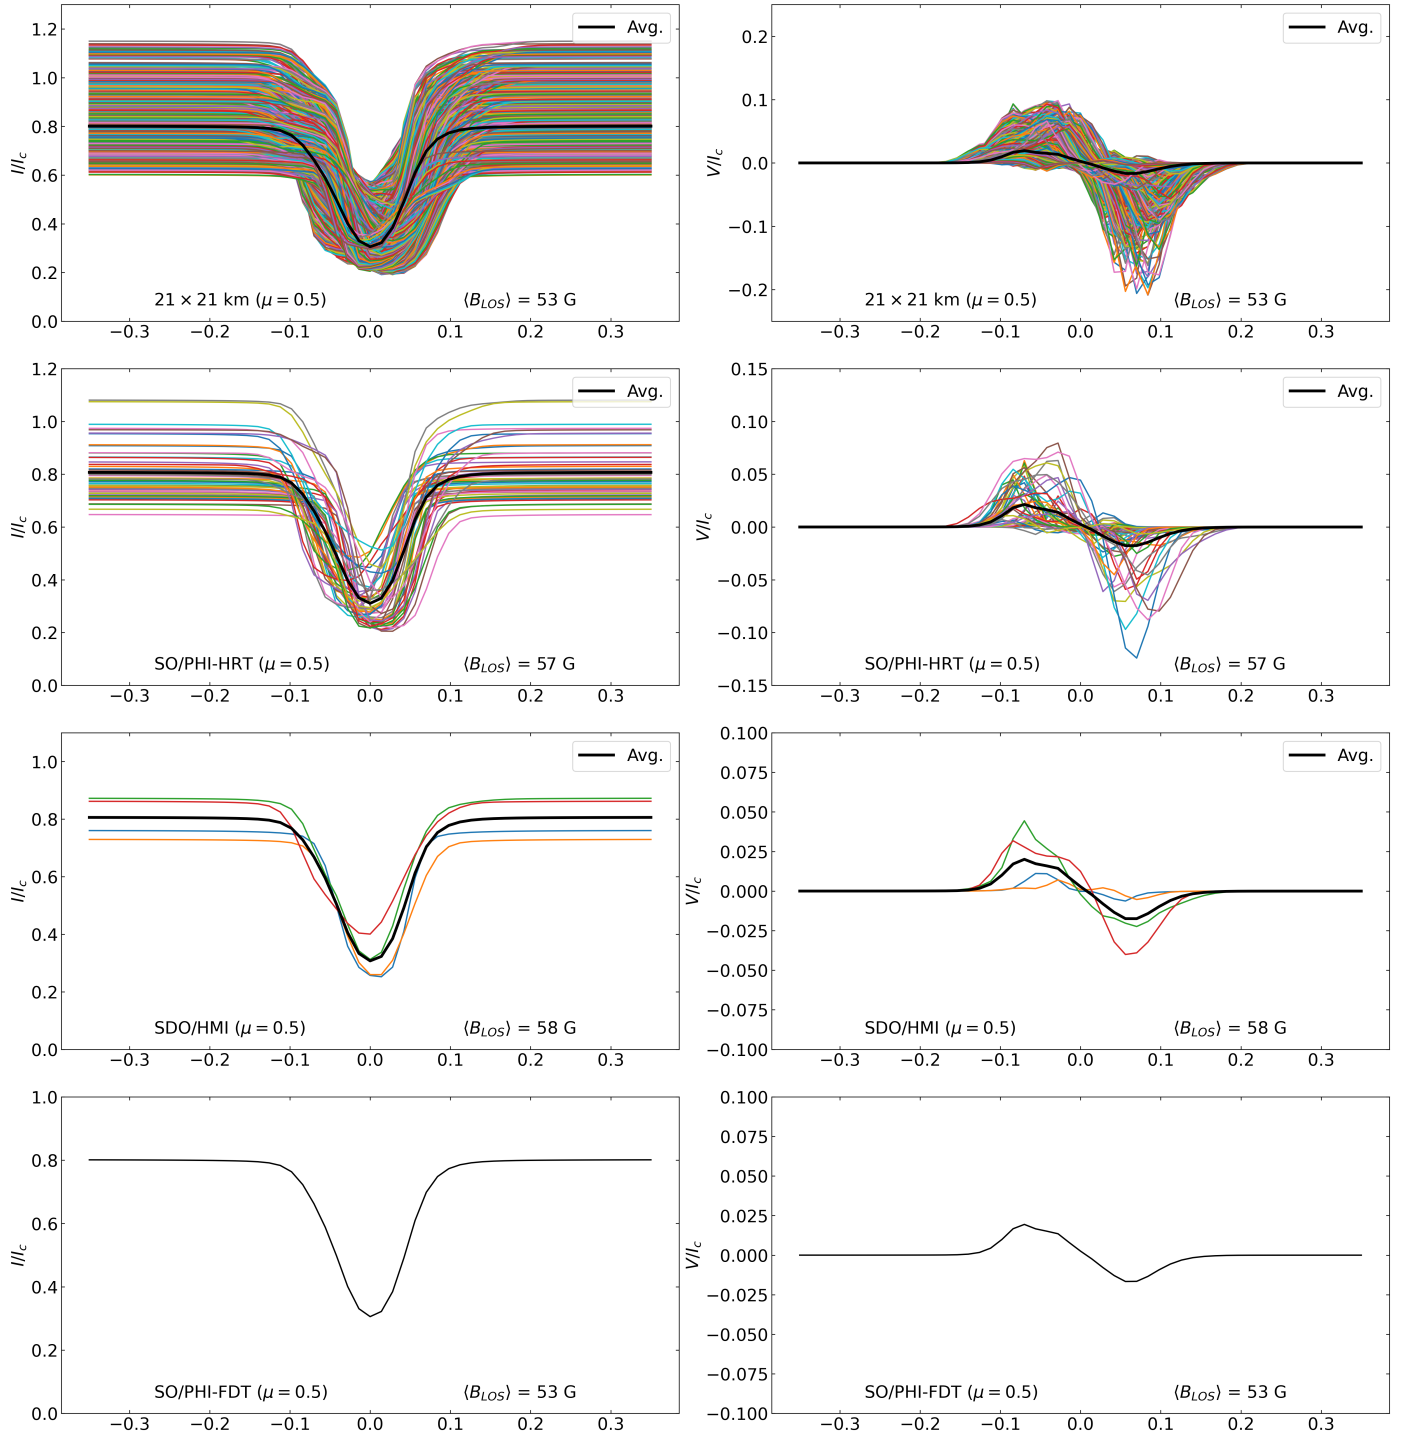 Avg.
I/I_c
1.2
1.0
0.8
0.6
0.4
0.2
0.0
21 × 21 km (μ = 0.5)
⟨B_LOS⟩ = 53 G
−0.3 −0.2 −0.1 0.0 0.1 0.2 0.3
Avg.
V/I_c
0.2
0.1
0.0
−0.1
−0.2
21 × 21 km (μ = 0.5)
⟨B_LOS⟩ = 53 G
−0.3 −0.2 −0.1 0.0 0.1 0.2 0.3
Avg.
I/I_c
1.2
1.0
0.8
0.6
0.4
0.2
0.0
SO/PHI-HRT (μ = 0.5)
⟨B_LOS⟩ = 57 G
−0.3 −0.2 −0.1 0.0 0.1 0.2 0.3
Avg.
V/I_c
0.15
0.10
0.05
0.00
−0.05
−0.10
−0.15
SO/PHI-HRT (μ = 0.5)
⟨B_LOS⟩ = 57 G
−0.3 −0.2 −0.1 0.0 0.1 0.2 0.3
Avg.
I/I_c
1.0
0.8
0.6
0.4
0.2
0.0
SDO/HMI (μ = 0.5)
⟨B_LOS⟩ = 58 G
−0.3 −0.2 −0.1 0.0 0.1 0.2 0.3
Avg.
V/I_c
0.100
0.075
0.050
0.025
0.000
−0.025
−0.050
−0.075
−0.100
SDO/HMI (μ = 0.5)
⟨B_LOS⟩ = 58 G
−0.3 −0.2 −0.1 0.0 0.1 0.2 0.3
I/I_c
1.0
0.8
0.6
0.4
0.2
0.0
SO/PHI-FDT (μ = 0.5)
⟨B_LOS⟩ = 53 G
−0.3 −0.2 −0.1 0.0 0.1 0.2 0.3
V/I_c
0.100
0.075
0.050
0.025
0.000
−0.025
−0.050
−0.075
−0.100
SO/PHI-FDT (μ = 0.5)
⟨B_LOS⟩ = 53 G
−0.3 −0.2 −0.1 0.0 0.1 0.2 0.3